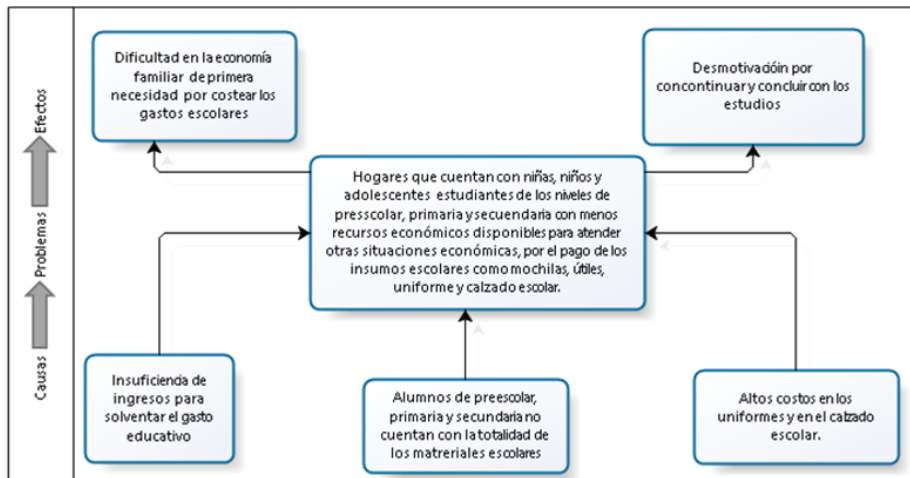 Efectos
Problemas
Causas
Dificultad en la economía
familiar de primera
necesidad por costear los
gastos escolares
Desmotivacióin por
concontinuar y concluir con los
estudios
Hogares que cuentan con niñas, niños y
adolescentes estudiantes de los niveles de
presscolar, primaria y secuendaria con menos
recursos económicos disponibles para atender
otras situaciones económicas, por el pago de los
insumos escolares como mochilas, útiles,
uniforme y calzado escolar.
Insuficiencia de
ingresos para
solventar el gasto
educativo
Alumnos de preescolar,
primaria y secundaria no
cuentan con la totalidad de
los matreriales escolares
Altos costos en los
uniformes y en el calzado
escolar.